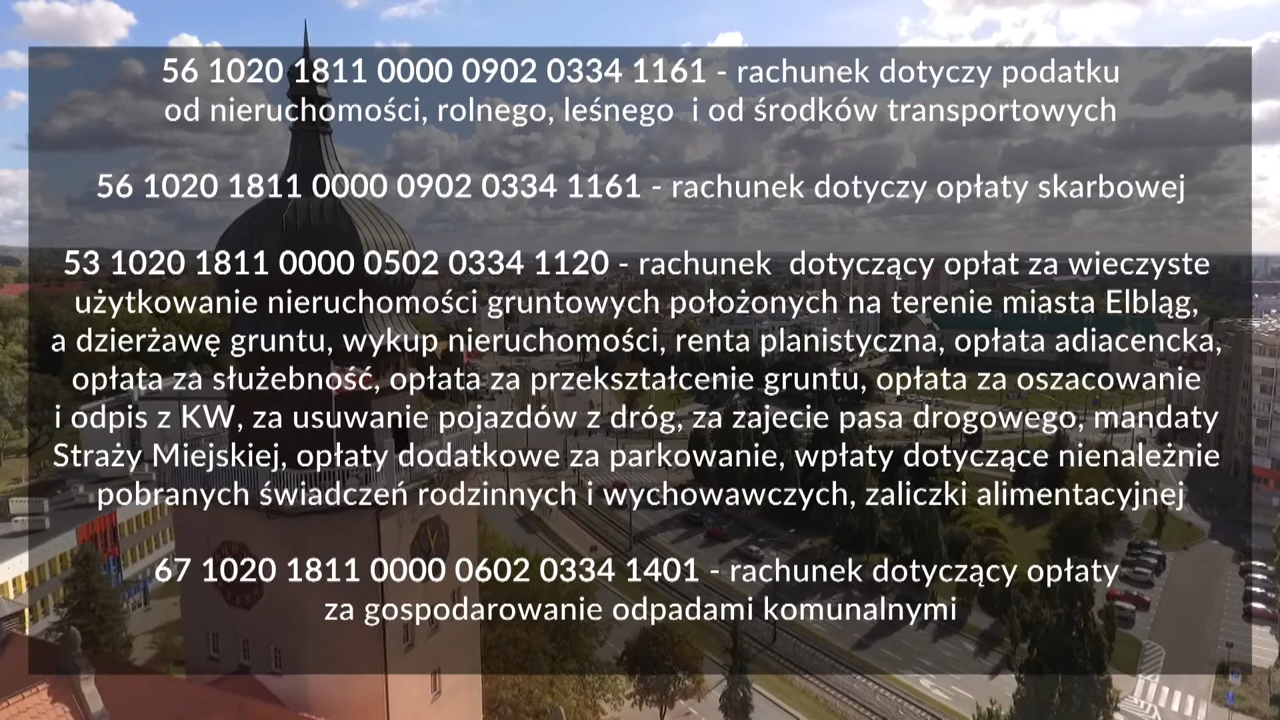 56 1020 1811 0000 0902 0334 1161 - rachunek dotyczy podatku
od nieruchomości, rolnego, leśnego i od środków transportowych
56 1020 1811 0000 0902 0334 1161 - rachunek dotyczy opłaty skarbowej
53 1020 1811 0000 0502 0334 1120 - rachunek dotyczący opłat za wieczyste
użytkowanie nieruchomości gruntowych położonych na terenie miasta Elbląg,
a dzierżawę gruntu, wykup nieruchomości, renta planistyczna, opłata adiacencka,
opłata za służebność, opłata za przekształcenie gruntu, opłata za oszacowanie
i odpis z KW, za usuwanie pojazdów z dróg, za zajecie pasa drogowego, mandaty
Straży Miejskiej, opłaty dodatkowe za parkowanie, wpłaty dotyczące nienależnie
pobranych świadczeń rodzinnych i wychowawczych, zaliczki alimentacyjnej
67 1020 1811 0000 0602 0334 1401 - rachunek dotyczący opłaty
za gospodarowanie odpadami komunalnymi